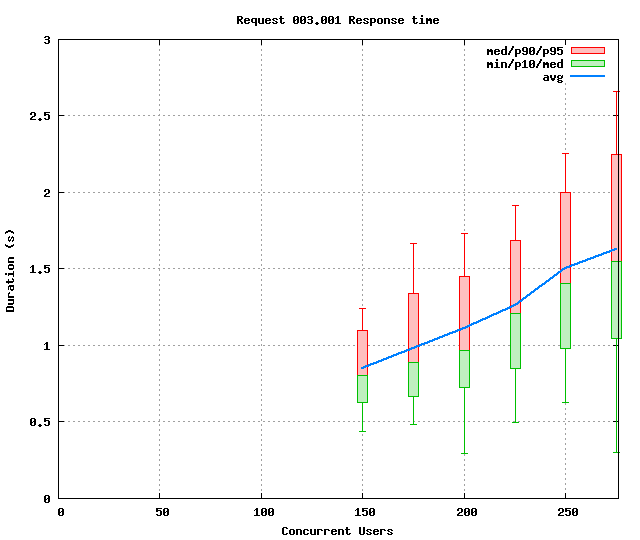 Request 003.001 Response time
med/p90/p95
min/p10/med
avg
3
2.5
2
1.5
1
0.5
0
0 50 100 150 200 250
Duration (s)
Concurrent Users